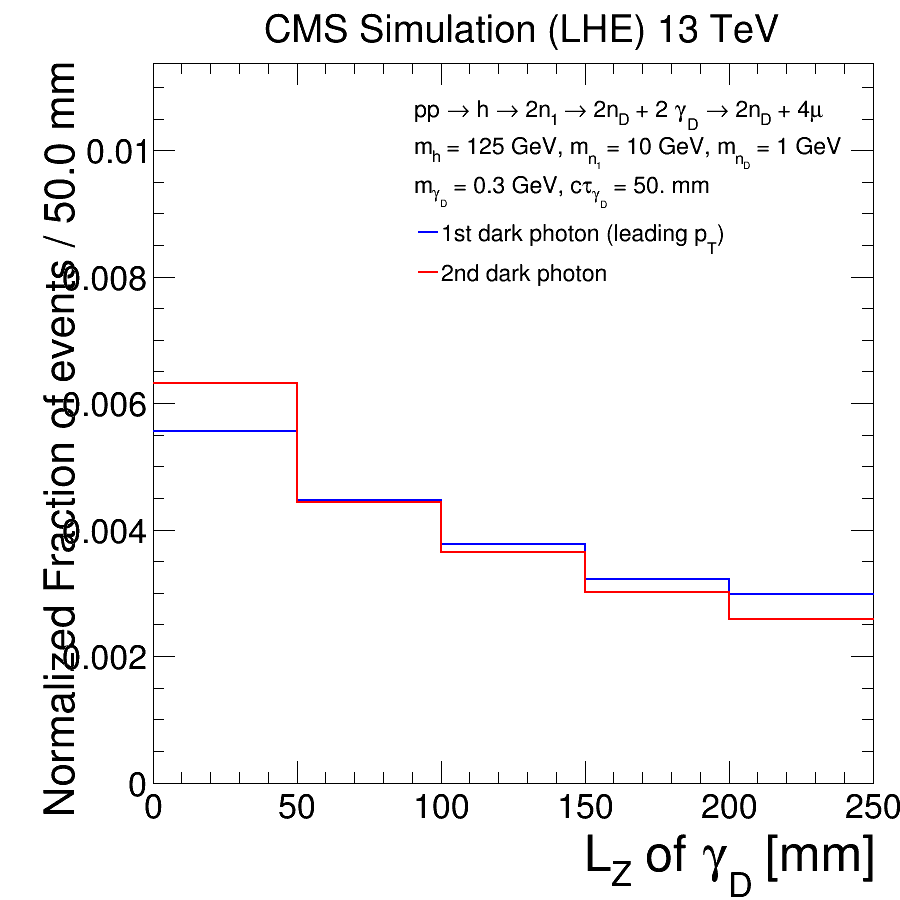 CMS Simulation (LHE) 13 TeV
pp → h → 2n1 → 2nD + 2 γD → 2nD + 4μ
mh = 125 GeV, mn1 = 10 GeV, mnD = 1 GeV
mγD = 0.3 GeV, cτγD = 50. mm
1st dark photon (leading pT)
2nd dark photon
Normalized Fraction of events / 50.0 mm
0.01
0.008
0.006
0.004
0.002
0
0 50 100 150 200 250
LZ of γD [mm]